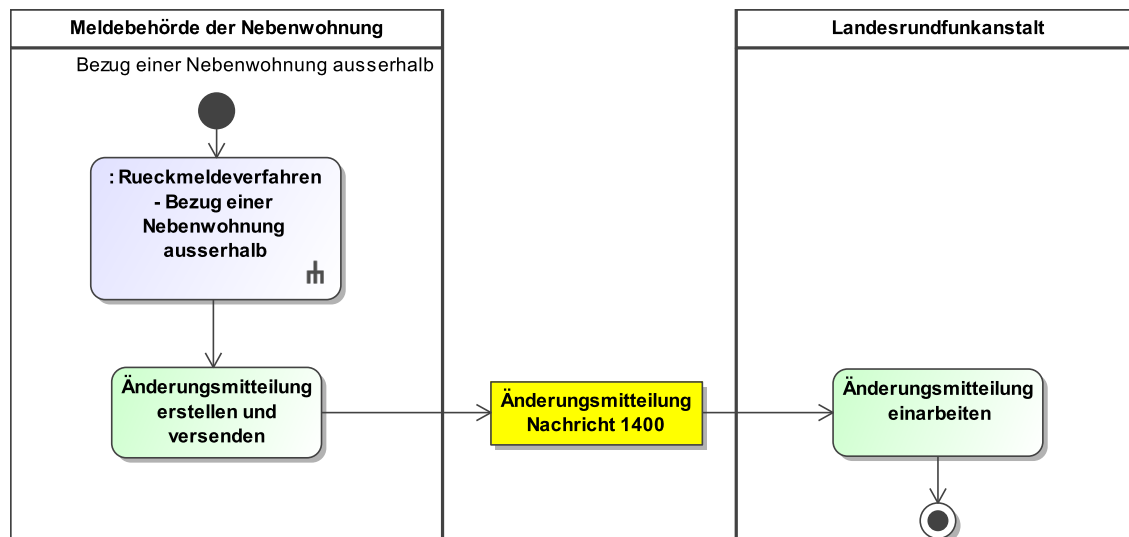 Meldebehörde der Nebenwohnung
Landesrundfunkanstalt
Bezug einer Nebenwohnung ausserhalb
: Rueckmeldeverfahren
- Bezug einer
Nebenwohnung
ausserhalb
Änderungsmitteilung
erstellen und
versenden
Änderungsmitteilung
Nachricht 1400
Änderungsmitteilung
einarbeiten